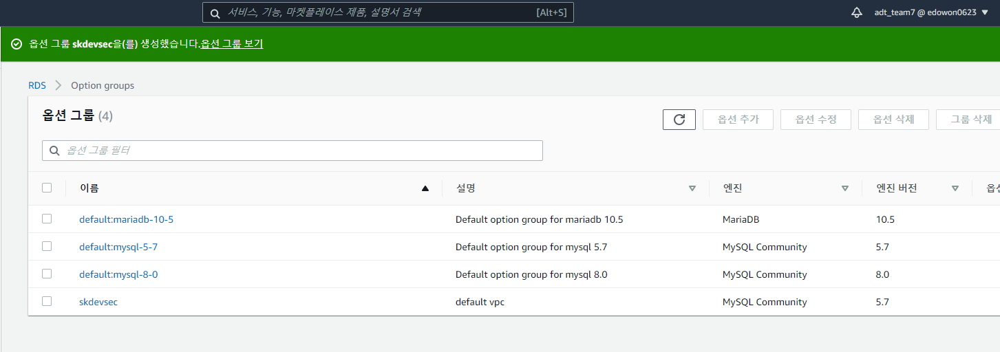 서비스, 기능, 마켓플레이스 제품, 설명서 검색 [Alt+S] adt_team7 @ edowon0623 ▼
옵션 그룹 skdevsec을(를) 생성했습니다.옵션 그룹 보기
RDS > Option groups
옵션 그룹 (4)
옵션 추가 옵션 수정 옵션 삭제 그룹 삭제
옵션 그룹 필터
이름 설명 엔진 엔진 버전 옵션
default:mariadb-10-5 Default option group for mariadb 10.5 MariaDB 10.5
default:mysql-5-7 Default option group for mysql 5.7 MySQL Community 5.7
default:mysql-8-0 Default option group for mysql 8.0 MySQL Community 8.0
skdevsec default vpc MySQL Community 5.7